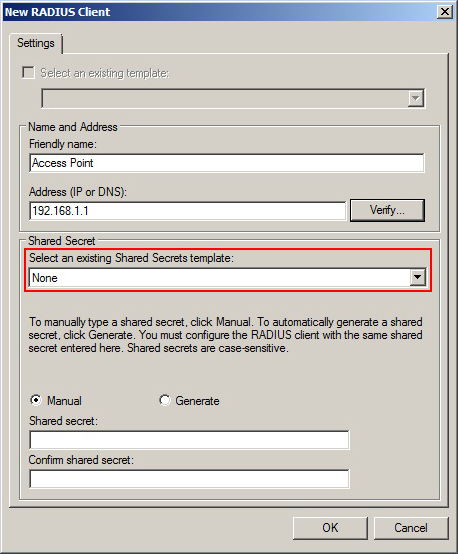 New RADIUS Client
Settings
Select an existing template:
Name and Address
Friendly name:
Access Point
Address (IP or DNS):
192.168.1.1
Verify...
Shared Secret
Select an existing Shared Secrets template:
None
To manually type a shared secret, click Manual. To automatically generate a shared
secret, click Generate. You must configure the RADIUS client with the same shared
secret entered here. Shared secrets are case-sensitive.
Manual
Generate
Shared secret:
Confirm shared secret:
OK
Cancel